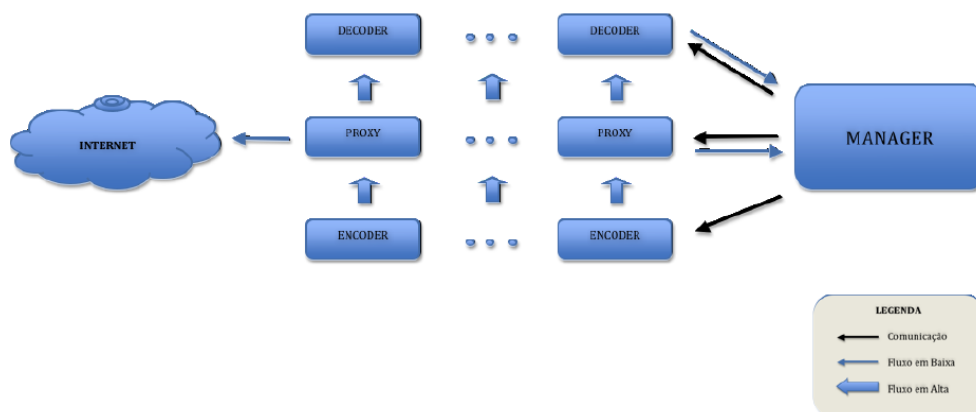 DECODER
DECODER
INTERNET
PROXY
PROXY
MANAGER
ENCODER
ENCODER
LEGENDA
Comunicação
Fluxo em Baixa
Fluxo em Alta